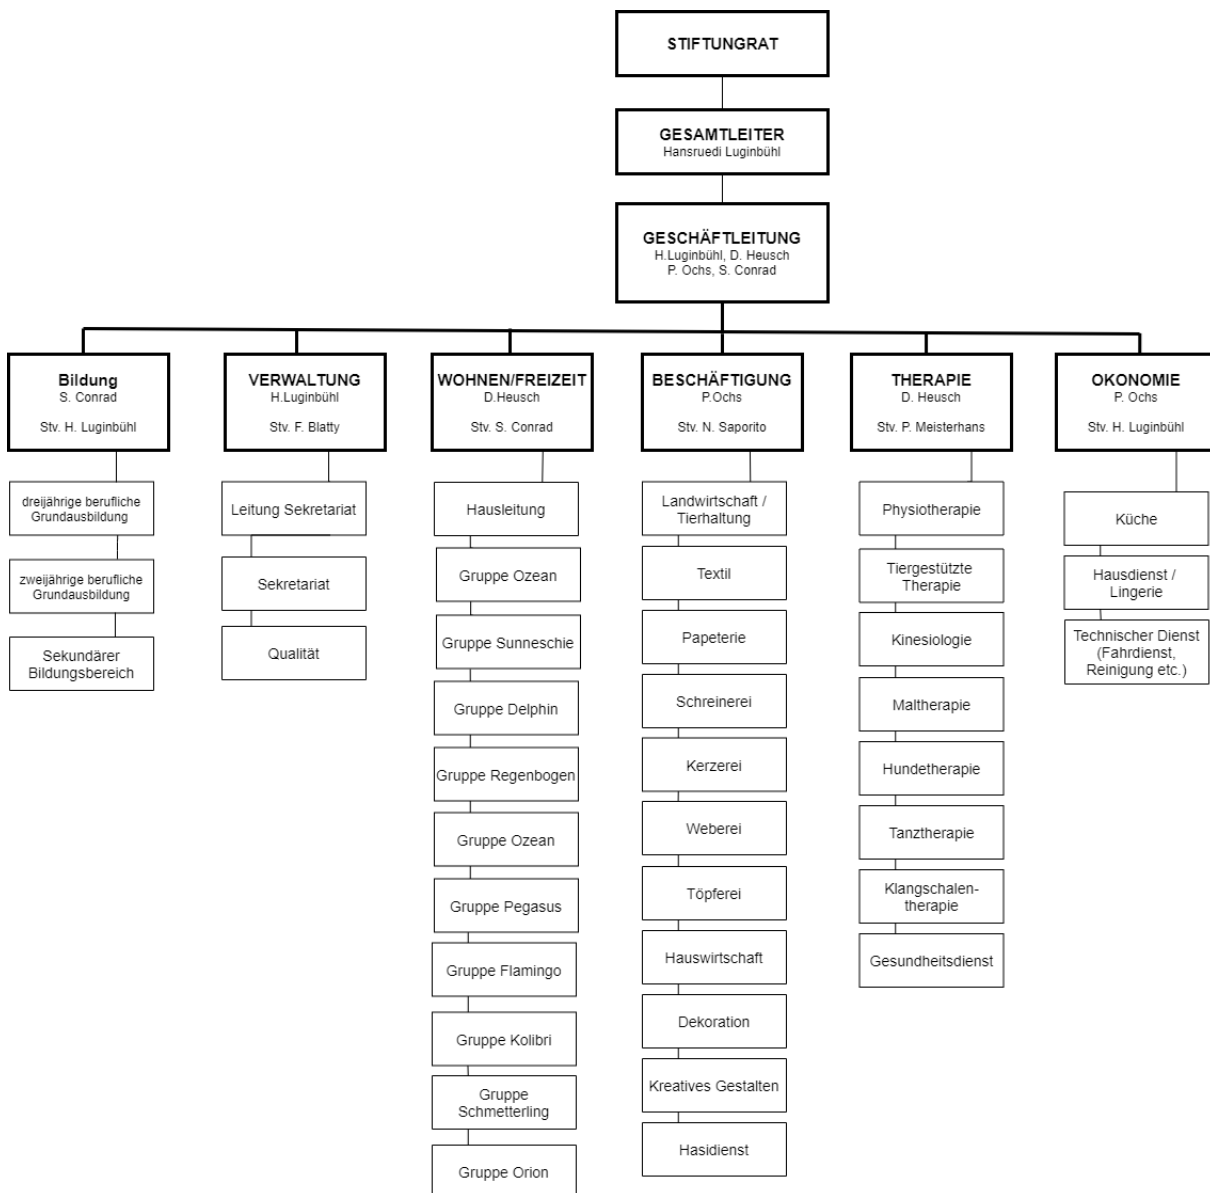 STIFTUNGRAT
GESAMTLEITER
Hansruedi Luginbühl
GESCHÄFTLEITUNG
H.Luginbühl, D. Heusch
P. Ochs, S. Conrad
Bildung
S. Conrad
Stv. H. Luginbühl
VERWALTUNG
H.Luginbühl
Stv. F. Blatty
WOHNEN/FREIZEIT
D.Heusch
Stv. S. Conrad
BESCHÄFTIGUNG
P.Ochs
Stv. N. Saporito
THERAPIE
D. Heusch
Stv. P. Meisterhans
OKONOMIE
P. Ochs
Stv. H. Luginbühl
dreijährige berufliche
Grundausbildung
zweijährige berufliche
Grundausbildung
Sekundärer
Bildungsbereich
Leitung Sekretariat
Sekretariat
Qualität
Hausleitung
Gruppe Ozean
Gruppe Sunneschie
Gruppe Delphin
Gruppe Regenbogen
Gruppe Ozean
Gruppe Pegasus
Gruppe Flamingo
Gruppe Kolibri
Gruppe
Schmetterling
Gruppe Orion
Landwirtschaft /
Tierhaltung
Textil
Papeterie
Schreinerei
Kerzerei
Weberei
Töpferei
Hauswirtschaft
Dekoration
Kreatives Gestalten
Hasidienst
Physiotherapie
Tiergestützte
Therapie
Kinesiologie
Maltherapie
Hundetherapie
Tanztherapie
Klangschalen-
therapie
Gesundheitsdienst
Küche
Hausdienst /
Lingerie
Technischer Dienst
(Fahrdienst,
Reinigung etc.)